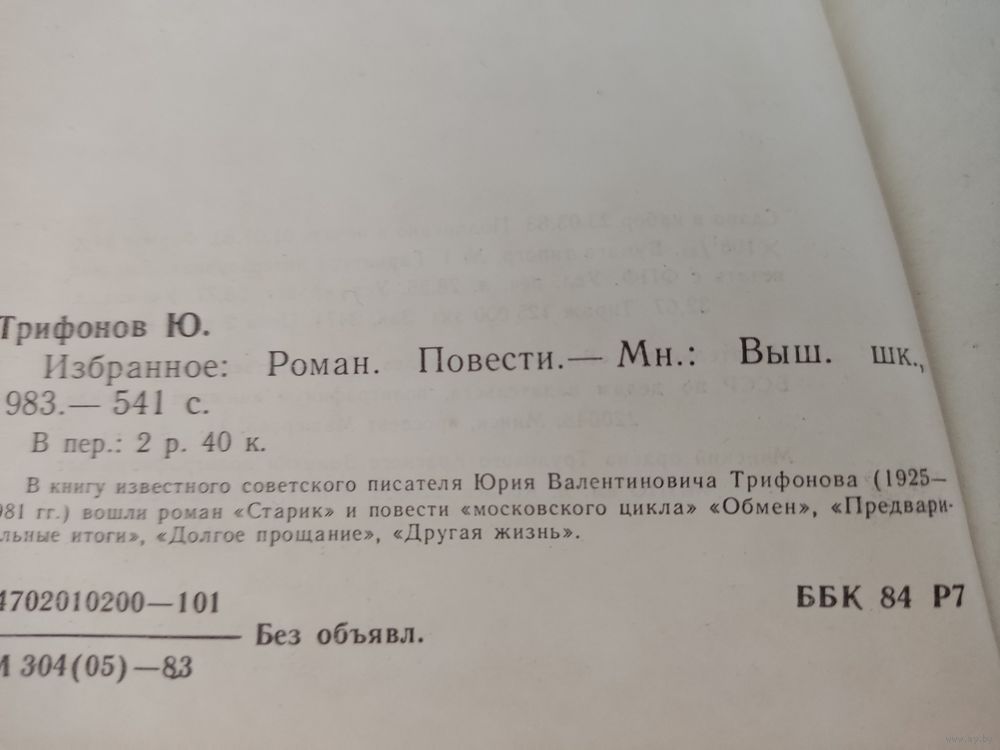 Трифонов Ю.
Избранное: Роман. Повести.— Мн.: Выш. шк.,
983.— 541 с.
В пер.: 2 р. 40 к.
В книгу известного советского писателя Юрия Валентиновича Трифонова (1925—
981 гг.) вошли роман «Старик» и повести «московского цикла» «Обмен», «Предвари-
льные итоги», «Долгое прощание», «Другая жизнь».
4702010200—101
Без объявл.
М 304(05)—83
ББК 84 Р7